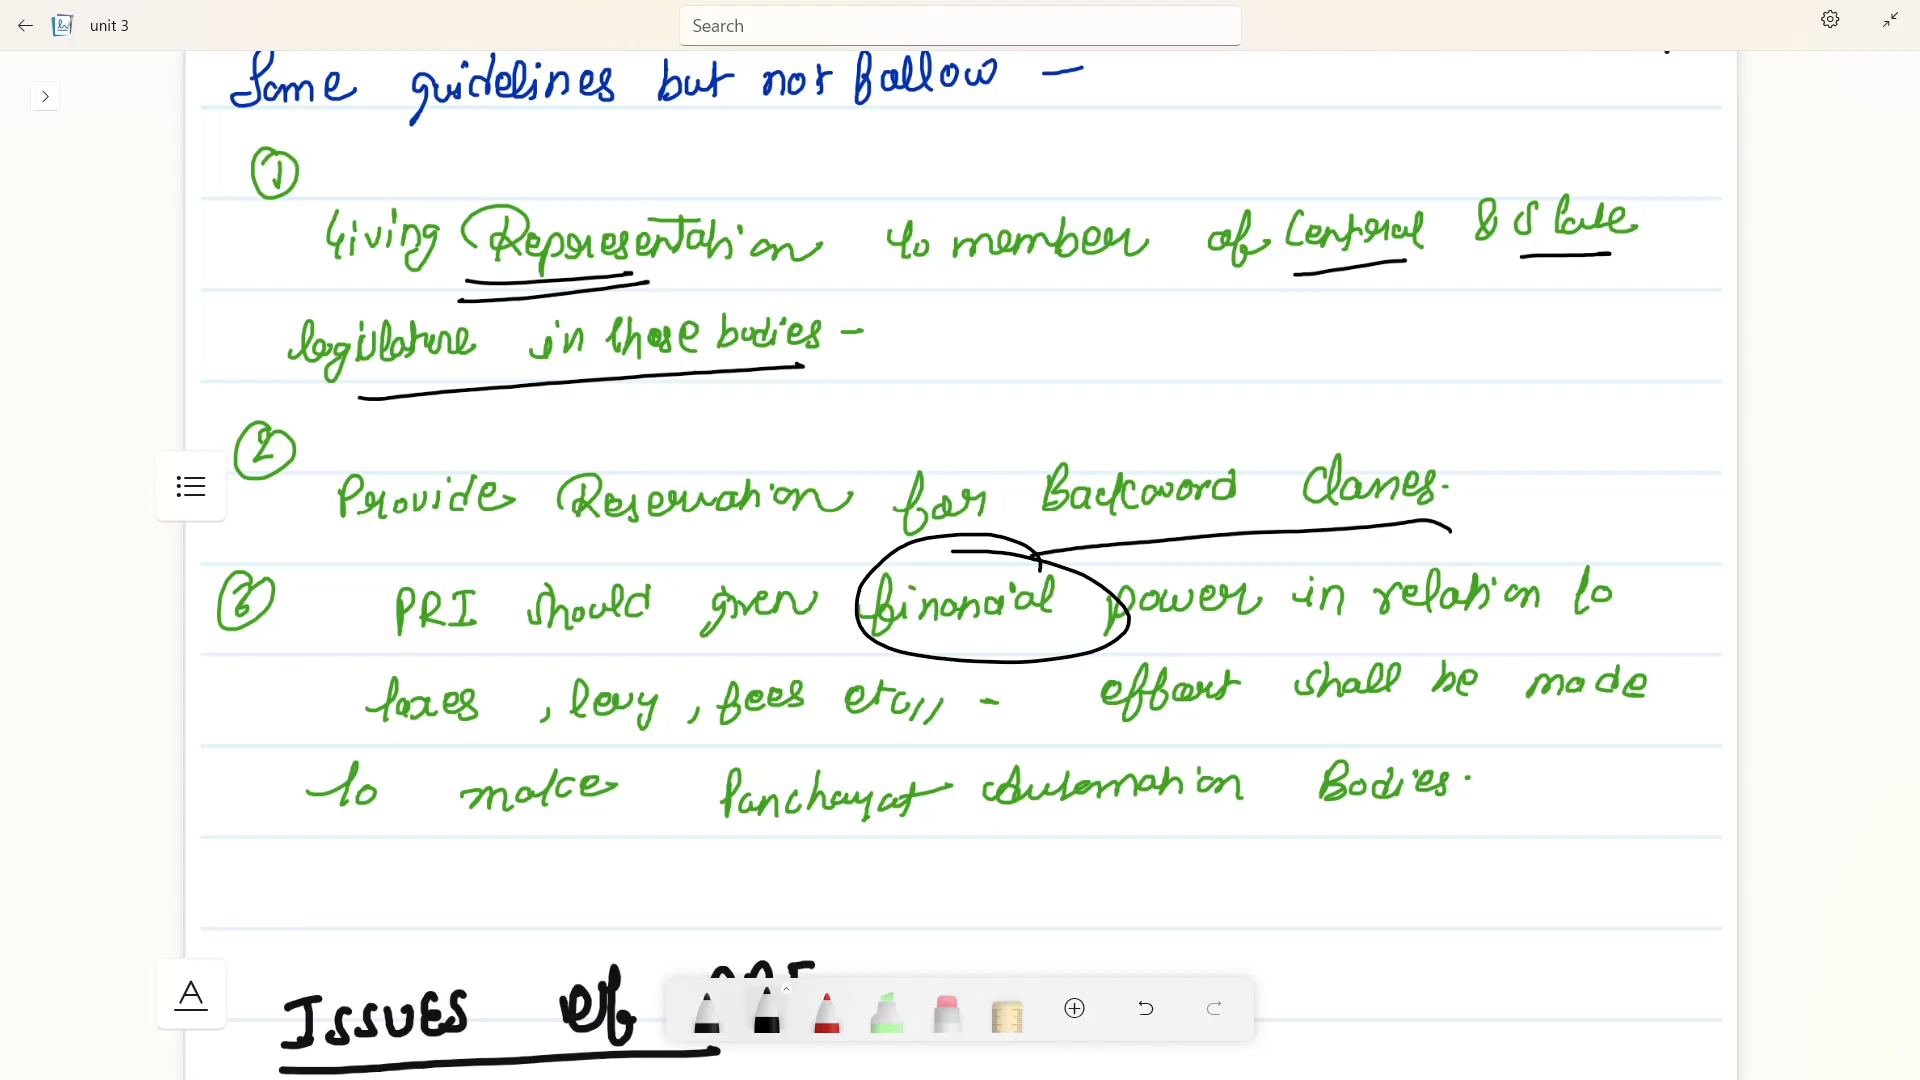 unit 3
Search
Some guidelines but not follow –
①
Giving Representation to member of Central & State
legislature in these bodies –
②
Provide Reservation for Backward Classes.
③ PRI should given financial power in relation to
taxes, levy, fees etc,, - effort shall be made
to make Panchayat Automation Bodies.
ISSUES of